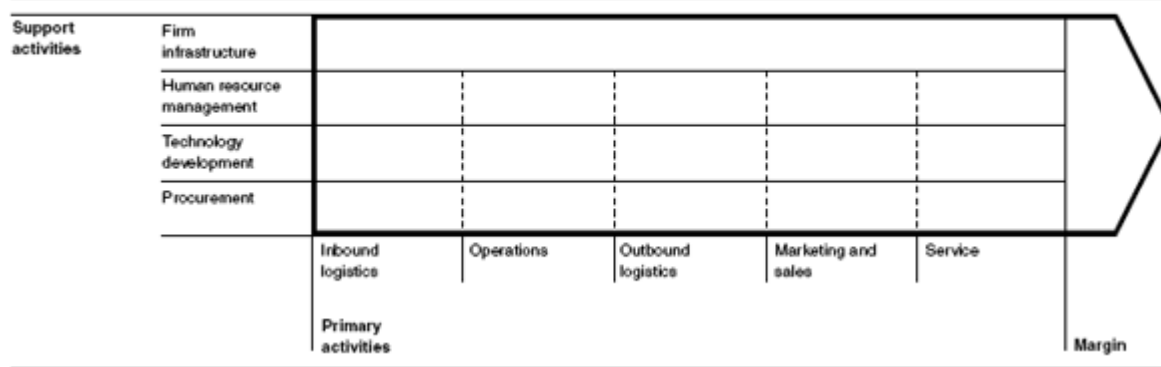 Support
activities
Firm
infrastructure
Human resource
management
Technology
development
Procurement
Inbound
logistics
Operations
Outbound
logistics
Marketing and
sales
Service
Primary
activities
Margin